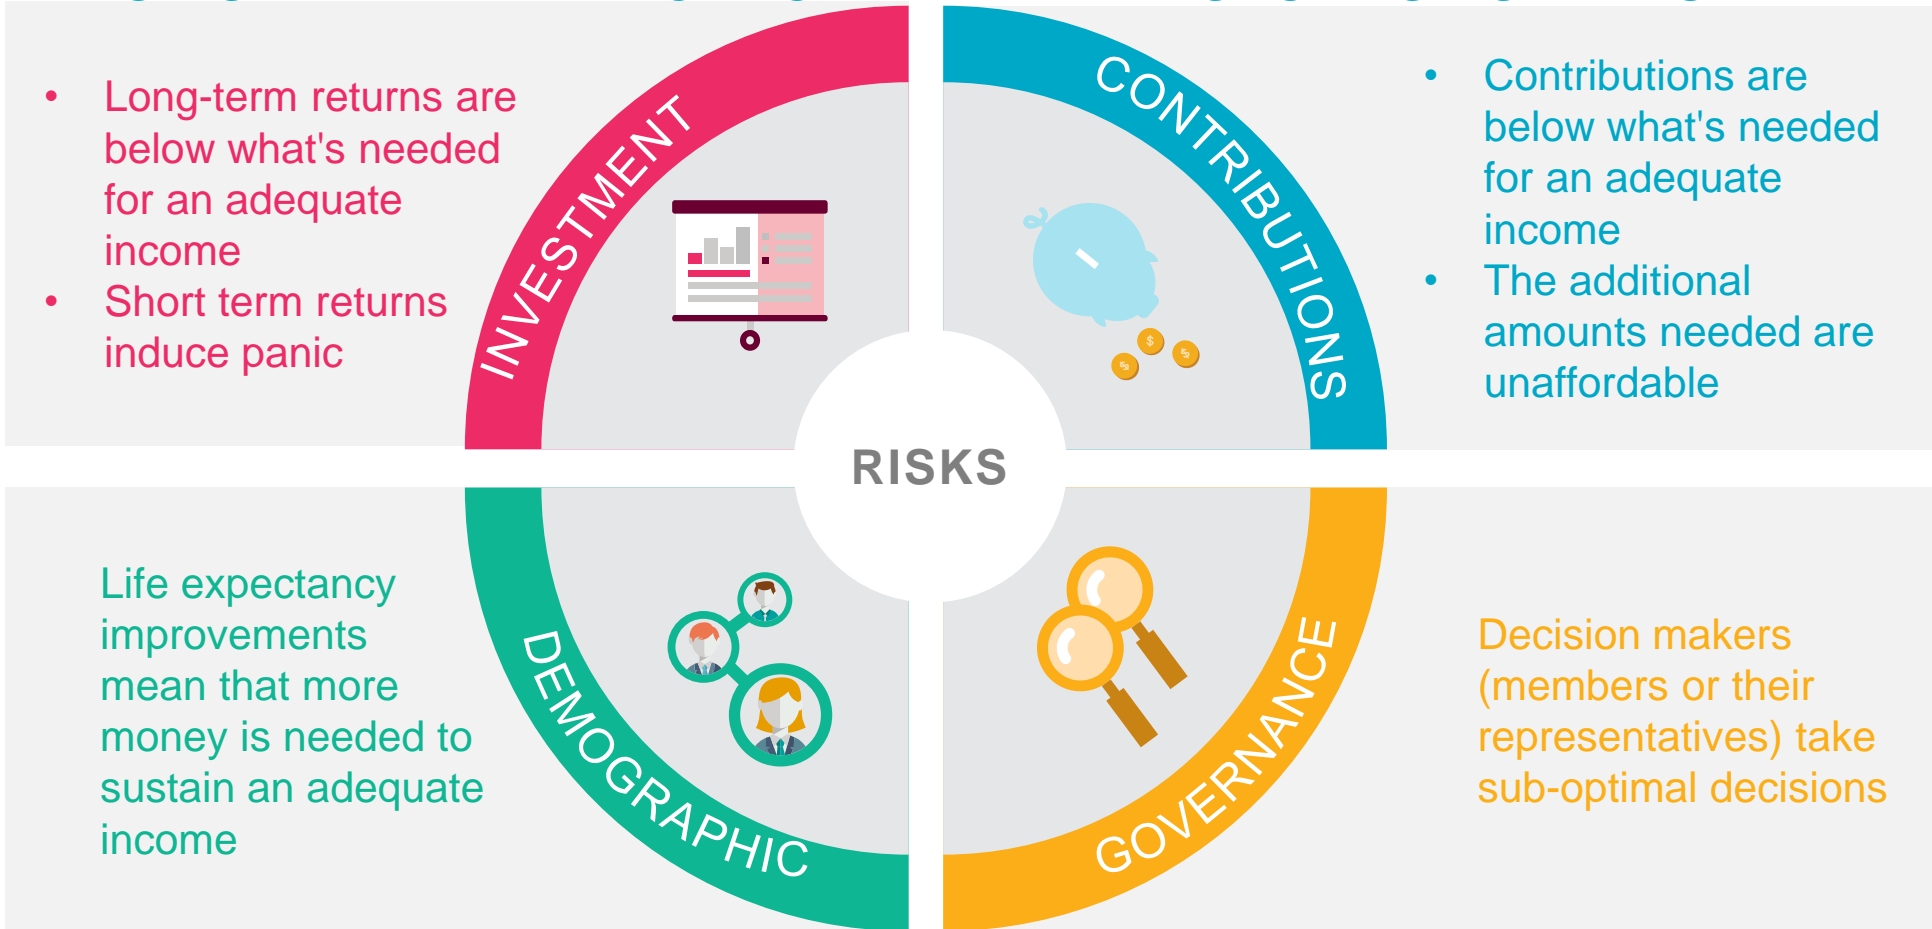 • Long-term returns are
below what's needed
for an adequate
income
• Short term returns
induce panic
INVESTMENT
CONTRIBUTIONS
• Contributions are
below what's needed
for an adequate
income
• The additional
amounts needed are
unaffordable
RISKS
Life expectancy
improvements
mean that more
money is needed to
sustain an adequate
income
DEMOGRAPHIC
GOVERNANCE
Decision makers
(members or their
representatives) take
sub-optimal decisions